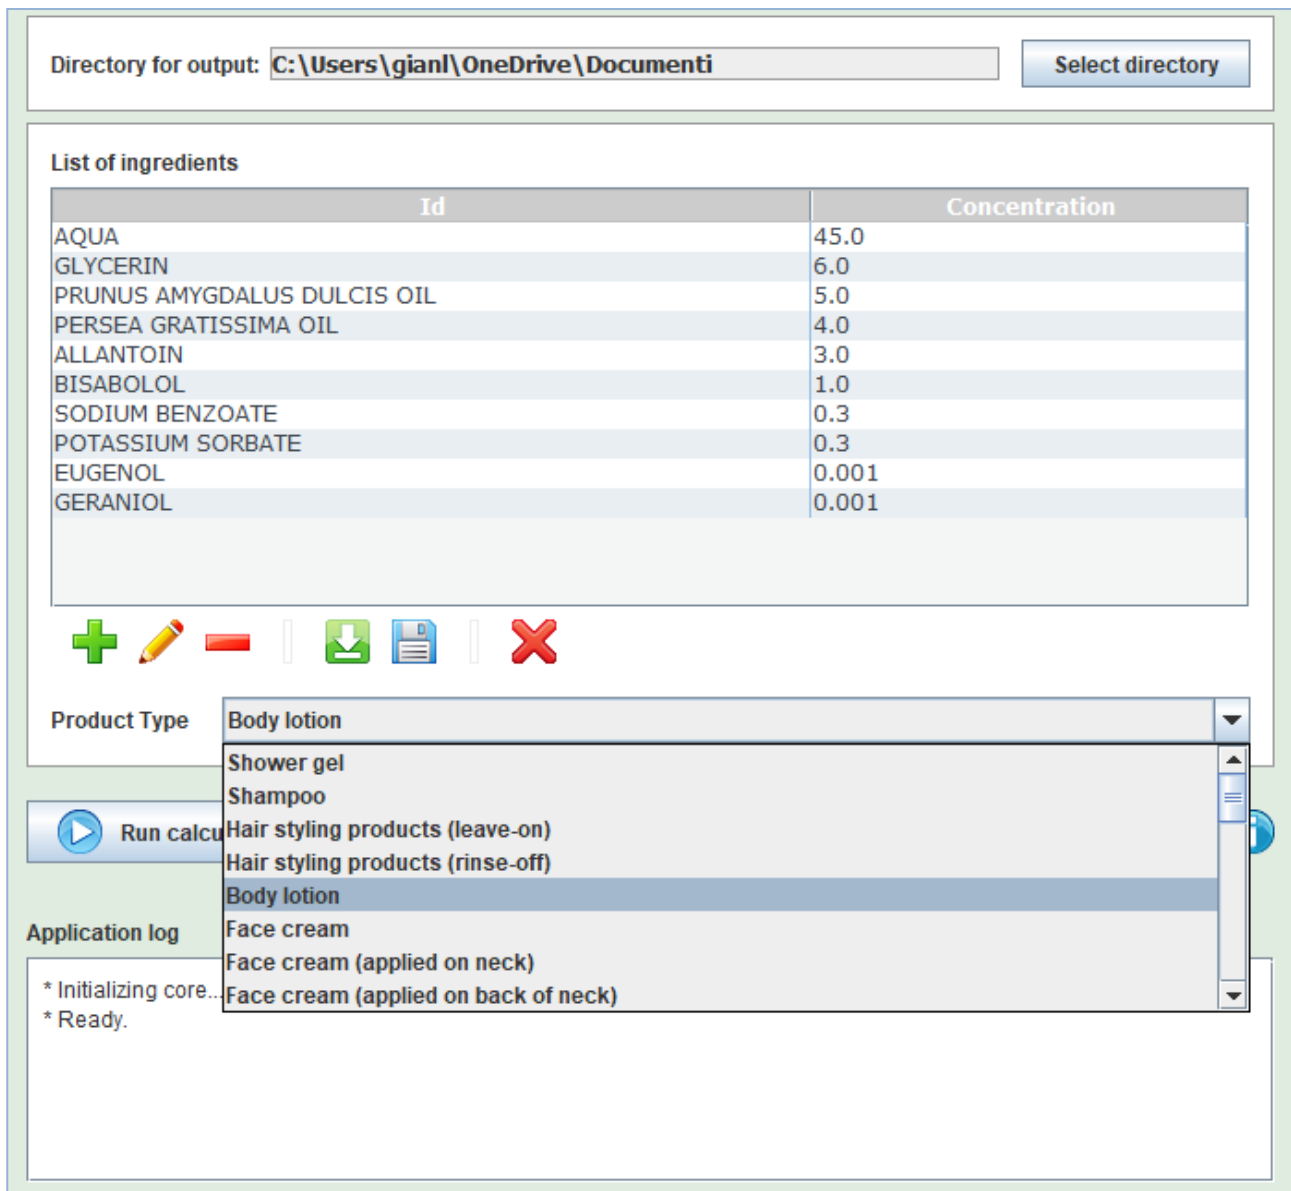 Directory for output: C:\Users\gianl\OneDrive\Documenti Select directory
List of ingredients
Id Concentration
AQUA 45.0
GLYCERIN 6.0
PRUNUS AMYGDALUS DULCIS OIL 5.0
PERSEA GRATISSIMA OIL 4.0
ALLANTOIN 3.0
BISABOLOL 1.0
SODIUM BENZOATE 0.3
POTASSIUM SORBATE 0.3
EUGENOL 0.001
GERANIOL 0.001
Product Type Body lotion
Shower gel
Shampoo
Hair styling products (leave-on)
Run calcu
Hair styling products (rinse-off)
Body lotion
Face cream
Application log
Face cream (applied on neck)
* Initializing core...
Face cream (applied on back of neck)
* Ready.